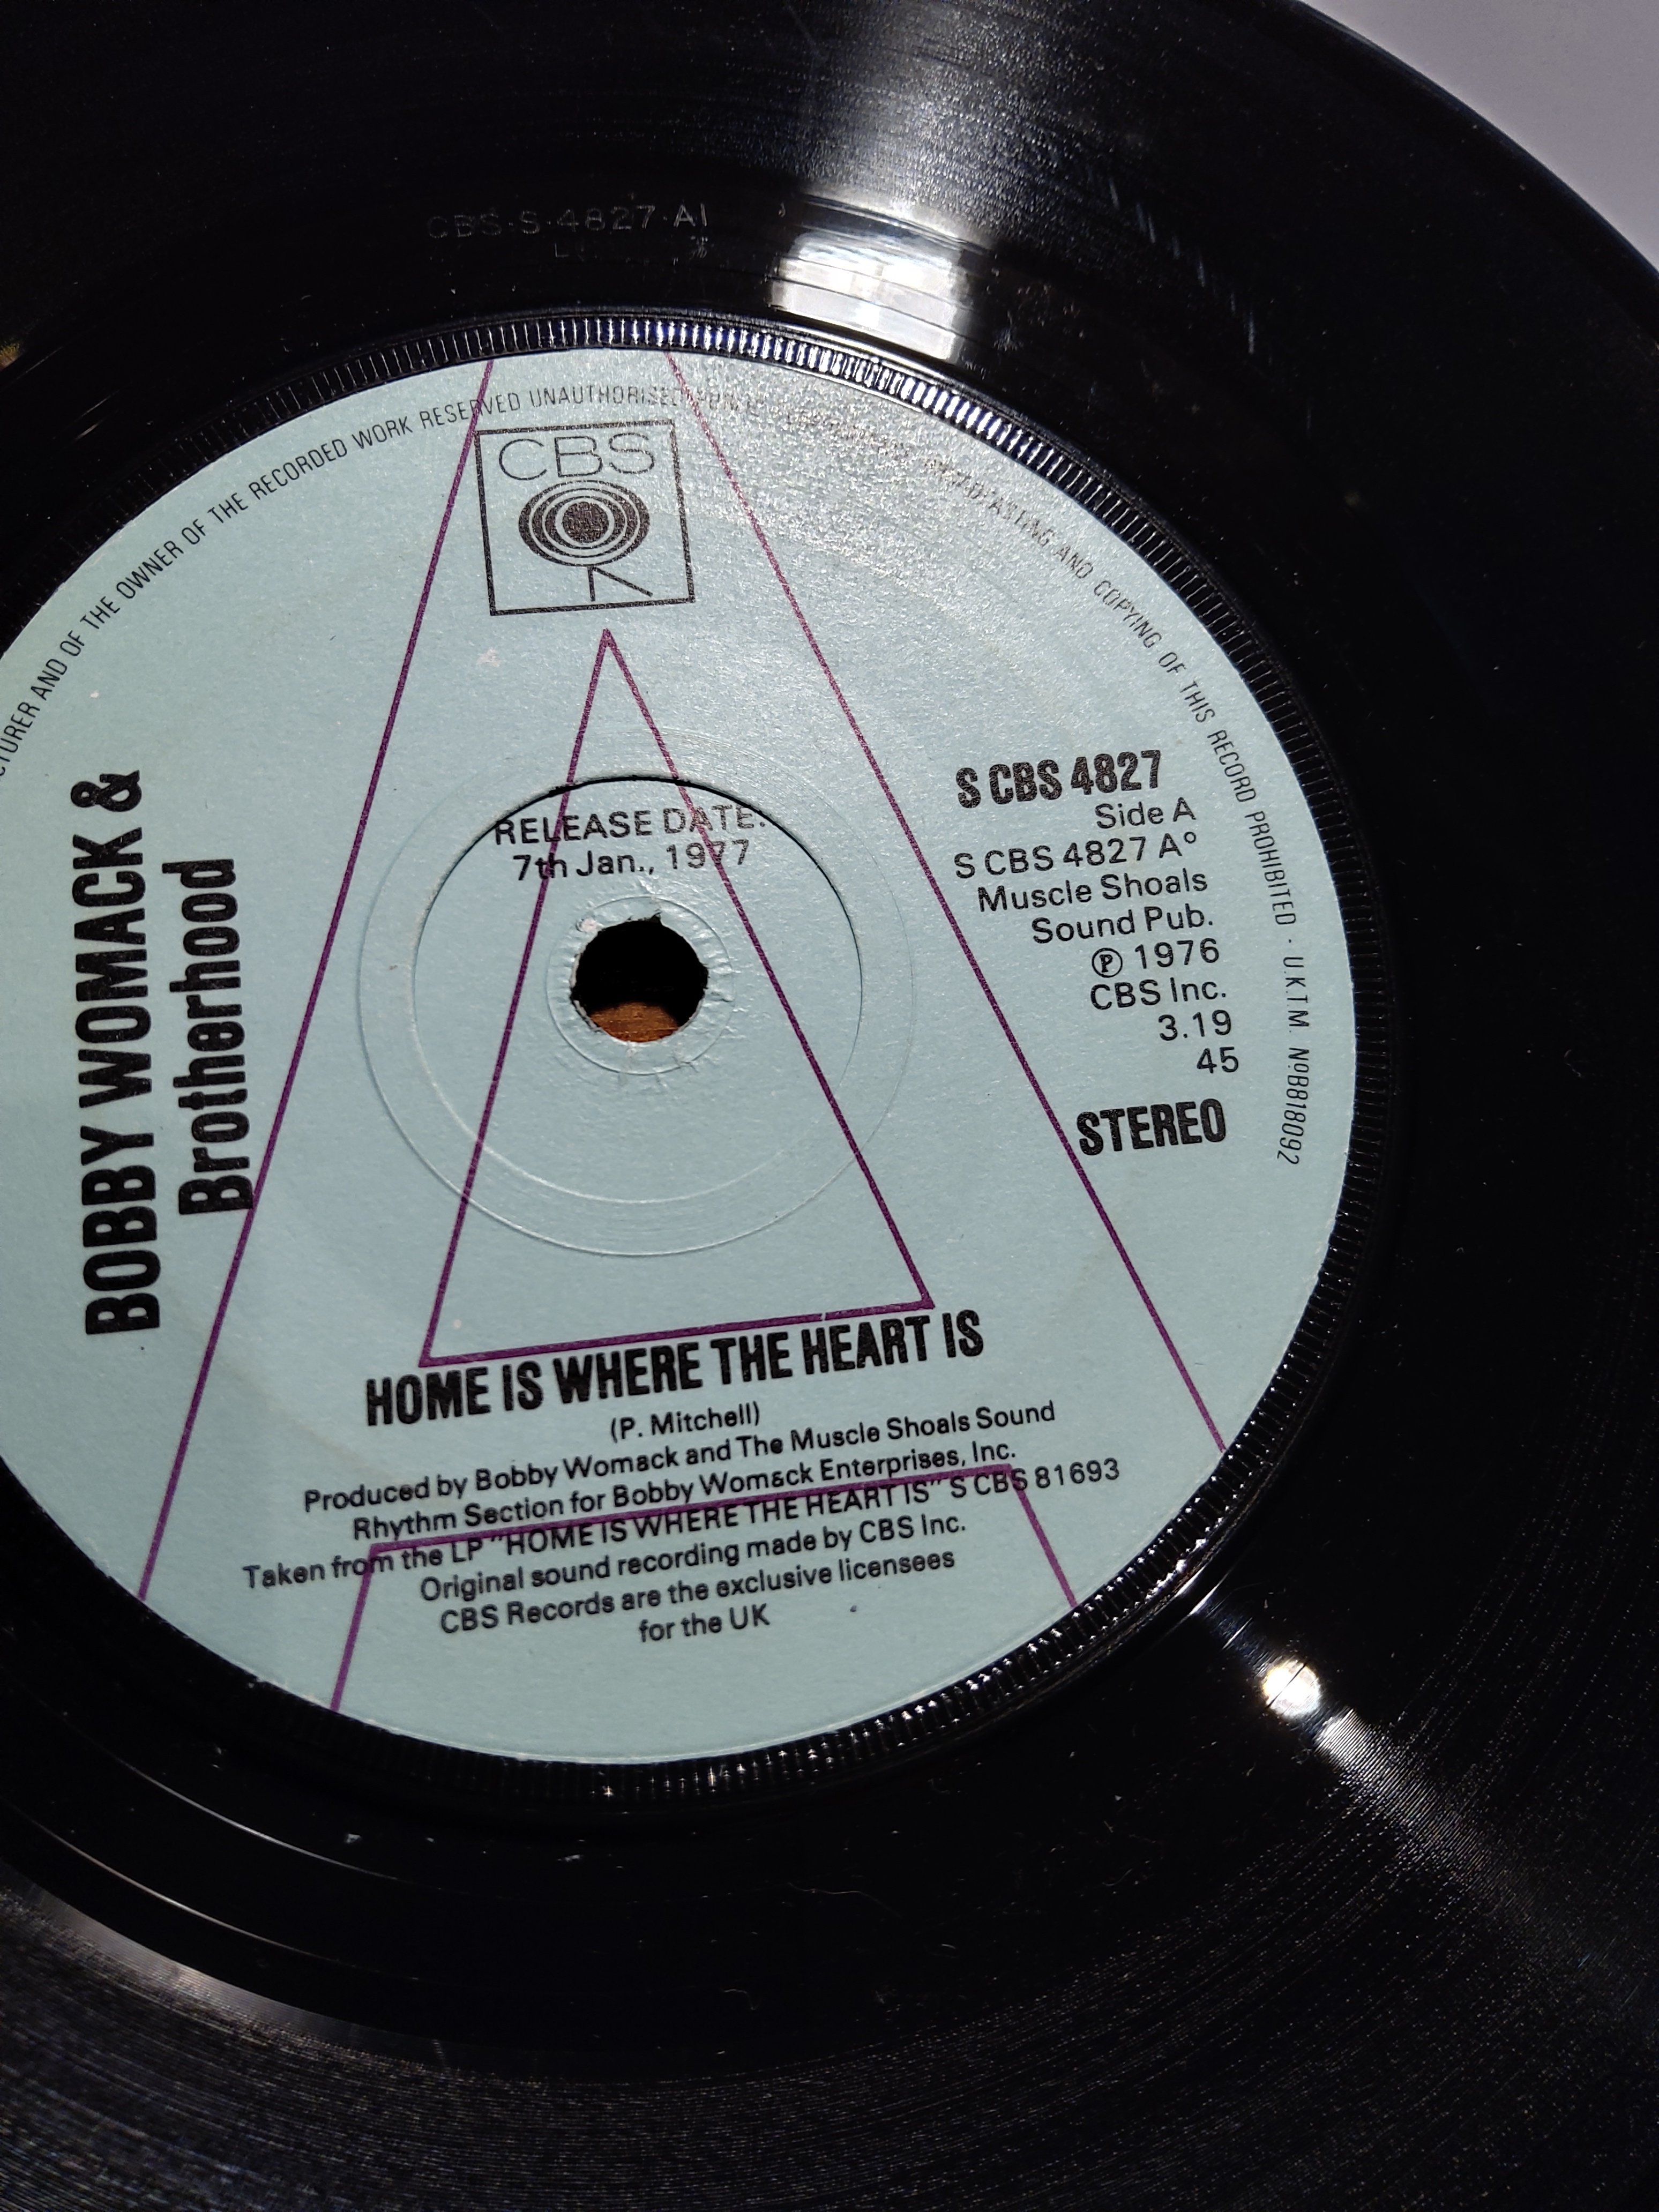 CBS-S-4827-A1
CTURER AND OF THE OWNER OF THE RECORDED WORK RESERVED UNAUTHORISED BROADCASTING AND COPYING OF THIS RECORD PROHIBITED · U.K.T.M. Nº.B818092
CBS
RELEASE DATE:
7th Jan., 1977
BOBBY WOMACK &
Brotherhood
S CBS 4827
Side A
S CBS 4827 Aº
Muscle Shoals
Sound Pub.
Ⓟ 1976
CBS Inc.
3.19
45
STEREO
HOME IS WHERE THE HEART IS
(P. Mitchell)
Produced by Bobby Womack and The Muscle Shoals Sound
Rhythm Section for Bobby Womack Enterprises, Inc.
Taken from the LP "HOME IS WHERE THE HEART IS" S CBS 81693
Original sound recording made by CBS Inc.
CBS Records are the exclusive licensees
for the UK